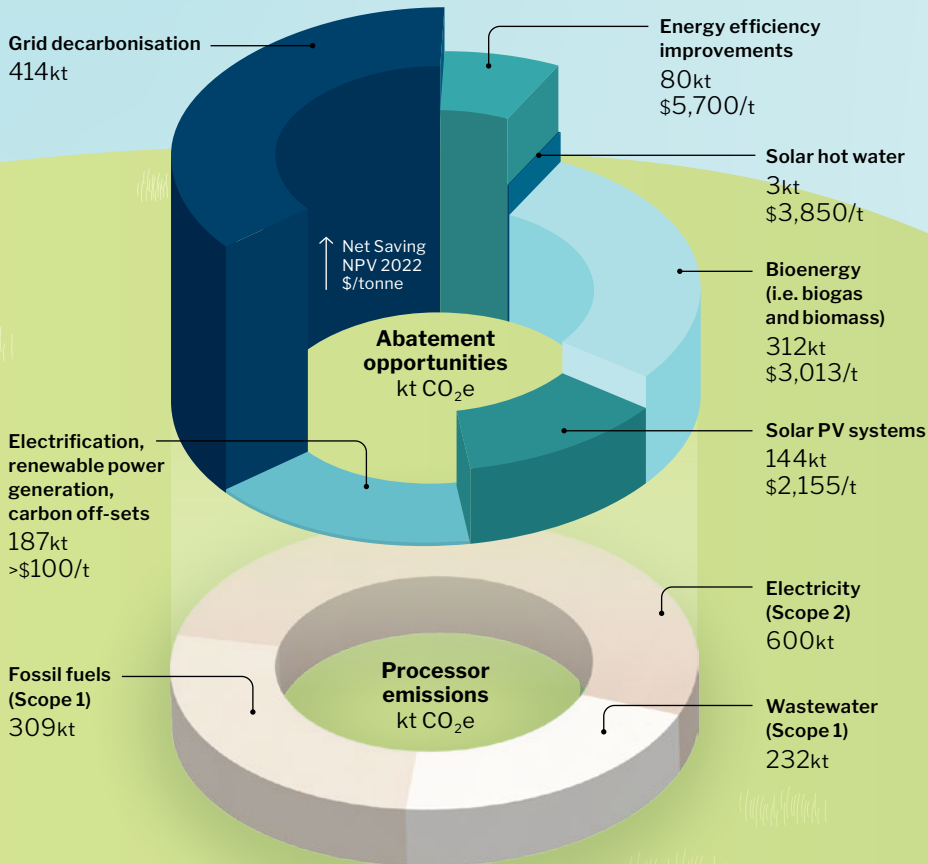 Grid decarbonisation
414kt
Energy efficiency
improvements
80kt
$5,700/t
Solar hot water
3kt
$3,850/t
Net Saving
NPV 2022
$/tonne
Bioenergy
(i.e. biogas
and biomass)
312kt
$3,013/t
Abatement
opportunities
kt CO₂e
Solar PV systems
144kt
$2,155/t
Electrification,
renewable power
generation,
carbon off-sets
187kt
>$100/t
Electricity
(Scope 2)
600kt
Fossil fuels
(Scope 1)
309kt
Processor
emissions
kt CO₂e
Wastewater
(Scope 1)
232kt